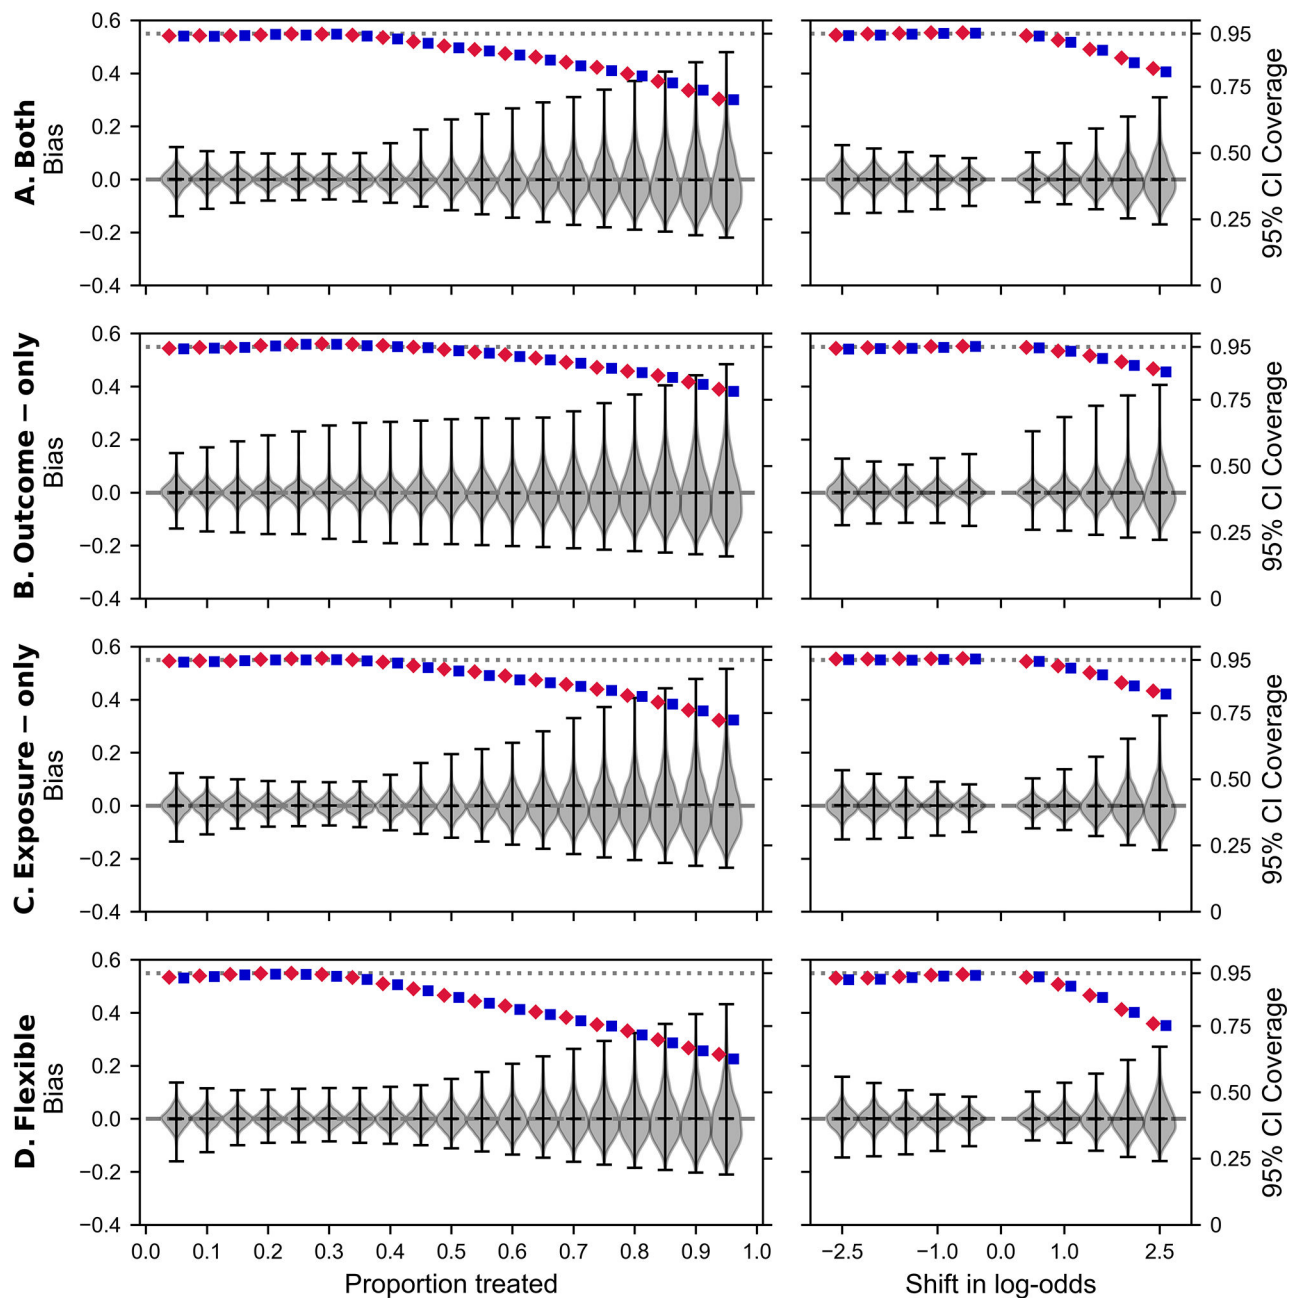 A. Both
Bias
0.6
0.4
0.2
0.0
−0.2
−0.4
0.95
0.75
0.50
0.25
0
95% CI Coverage
B. Outcome − only
Bias
0.6
0.4
0.2
0.0
−0.2
−0.4
0.95
0.75
0.50
0.25
0
95% CI Coverage
C. Exposure − only
Bias
0.6
0.4
0.2
0.0
−0.2
−0.4
0.95
0.75
0.50
0.25
0
95% CI Coverage
D. Flexible
Bias
0.6
0.4
0.2
0.0
−0.2
−0.4
0.95
0.75
0.50
0.25
0
95% CI Coverage
0.0 0.1 0.2 0.3 0.4 0.5 0.6 0.7 0.8 0.9 1.0
Proportion treated
−2.5 −1.0 0.0 1.0 2.5
Shift in log-odds